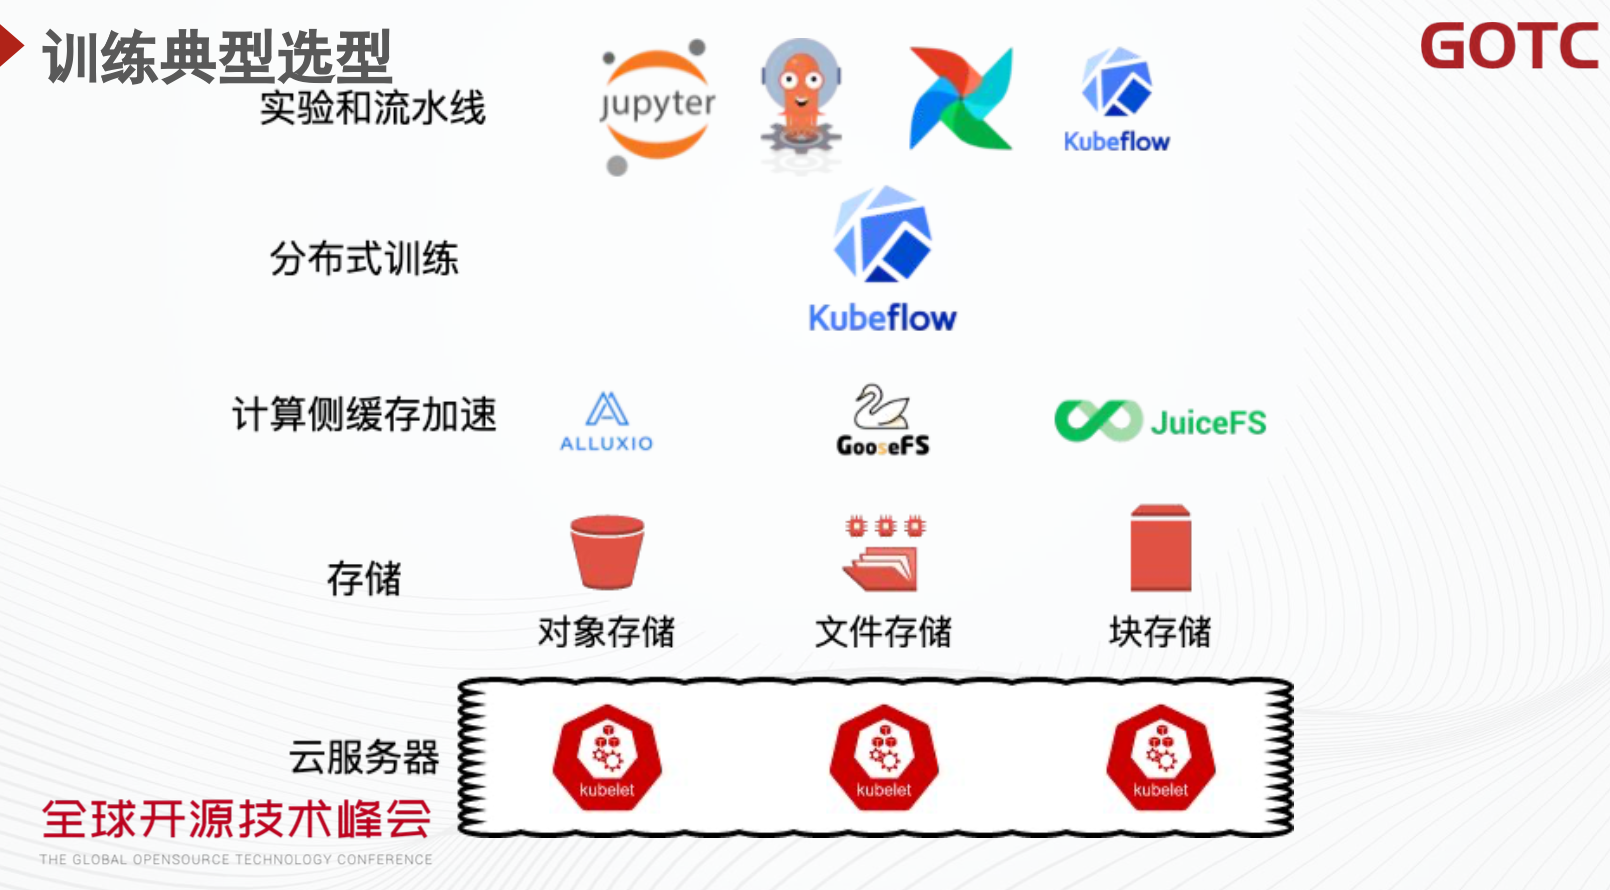 训练典型选型
GOTC
实验和流水线
jupyter
Kubeflow
分布式训练
Kubeflow
计算侧缓存加速
ALLUXIO
GooseFS
JuiceFS
存储
对象存储
文件存储
块存储
云服务器
kubelet
kubelet
kubelet
全球开源技术峰会
THE GLOBAL OPENSOURCE TECHNOLOGY CONFERENCE